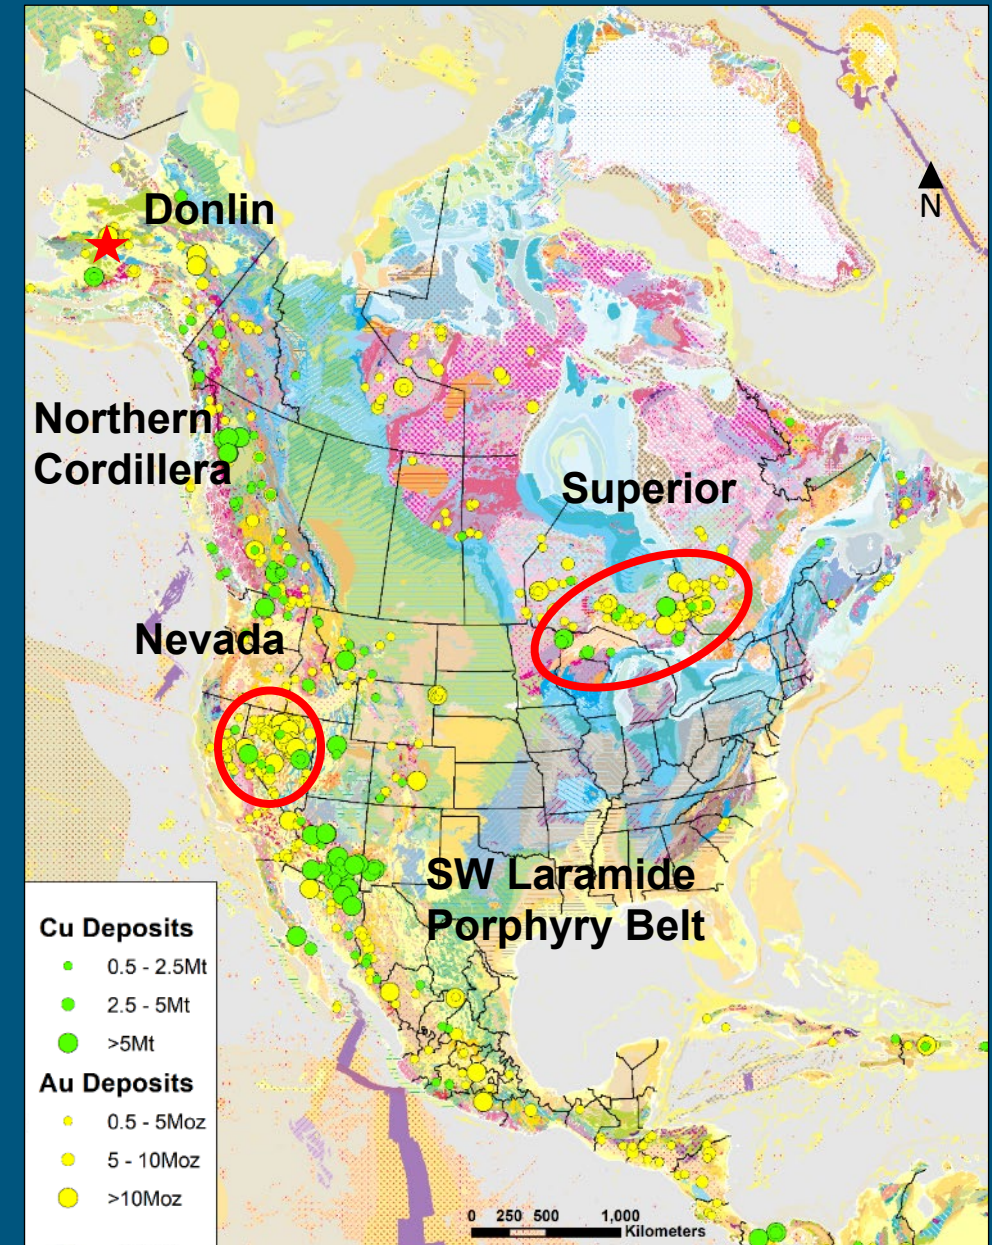 Donlin
N
Northern
Cordillera
Superior
Nevada
SW Laramide
Porphyry Belt
Cu Deposits
0.5 - 2.5Mt
2.5 - 5Mt
>5Mt
Au Deposits
0.5 - 5Moz
5 - 10Moz
>10Moz
0 250 500 1,000
Kilometers